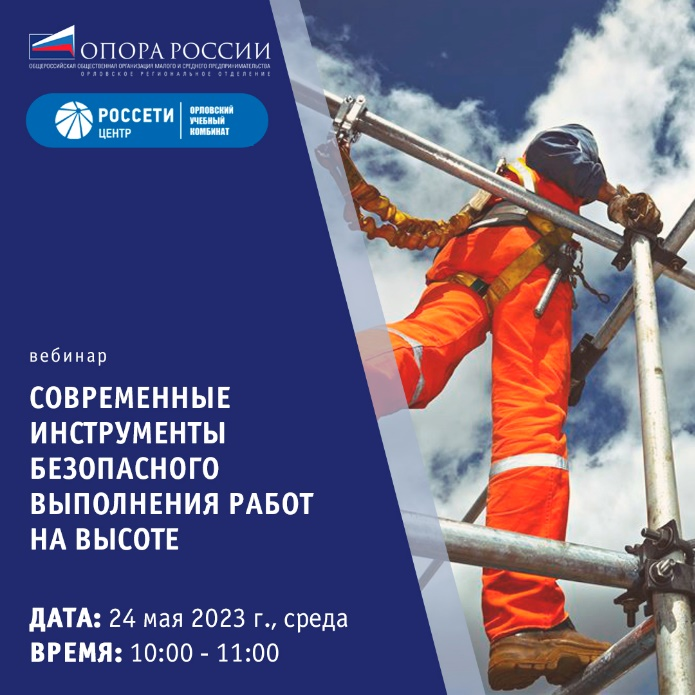 ОПОРА РОССИИ
ОБЩЕРОССИЙСКАЯ ОБЩЕСТВЕННАЯ ОРГАНИЗАЦИЯ МАЛОГО И СРЕДНЕГО ПРЕДПРИНИМАТЕЛЬСТВА
ОРЛОВСКОЕ РЕГИОНАЛЬНОЕ ОТДЕЛЕНИЕ
РОССЕТИ
ЦЕНТР
ОРЛОВСКИЙ
УЧЕБНЫЙ
КОМБИНАТ
вебинар
СОВРЕМЕННЫЕ
ИНСТРУМЕНТЫ
БЕЗОПАСНОГО
ВЫПОЛНЕНИЯ РАБОТ
НА ВЫСОТЕ
ДАТА: 24 мая 2023 г., среда
ВРЕМЯ: 10:00 - 11:00